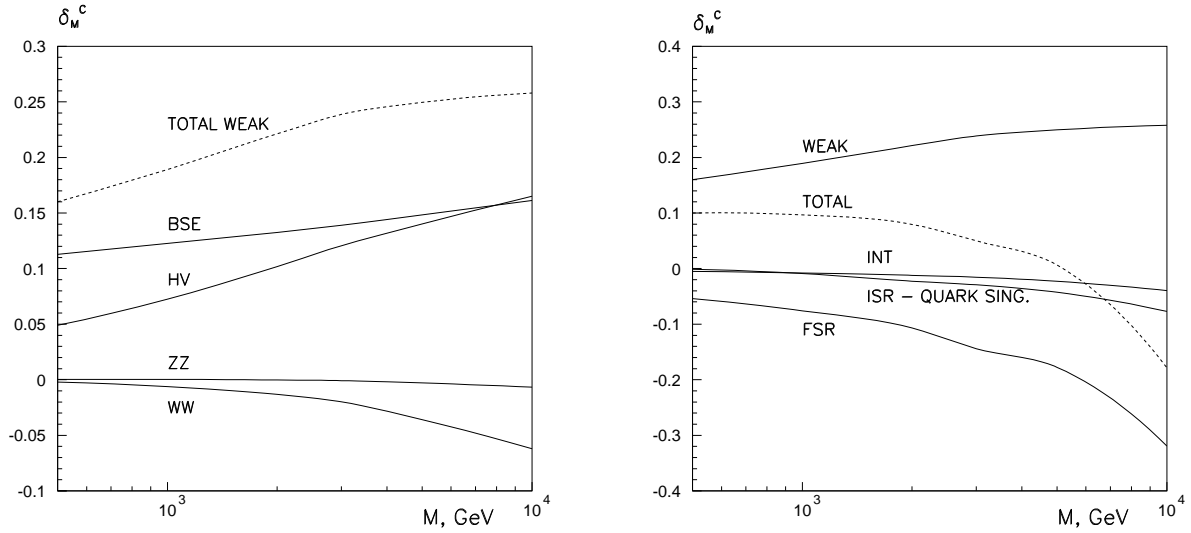 δ_M^C
0.3
0.25
0.2
0.15
0.1
0.05
0
-0.05
-0.1
TOTAL WEAK
BSE
HV
ZZ
WW
10^3
10^4
M, GeV
δ_M^C
0.4
0.3
0.2
0.1
0
-0.1
-0.2
-0.3
-0.4
WEAK
TOTAL
INT
ISR – QUARK SING.
FSR
10^3
10^4
M, GeV